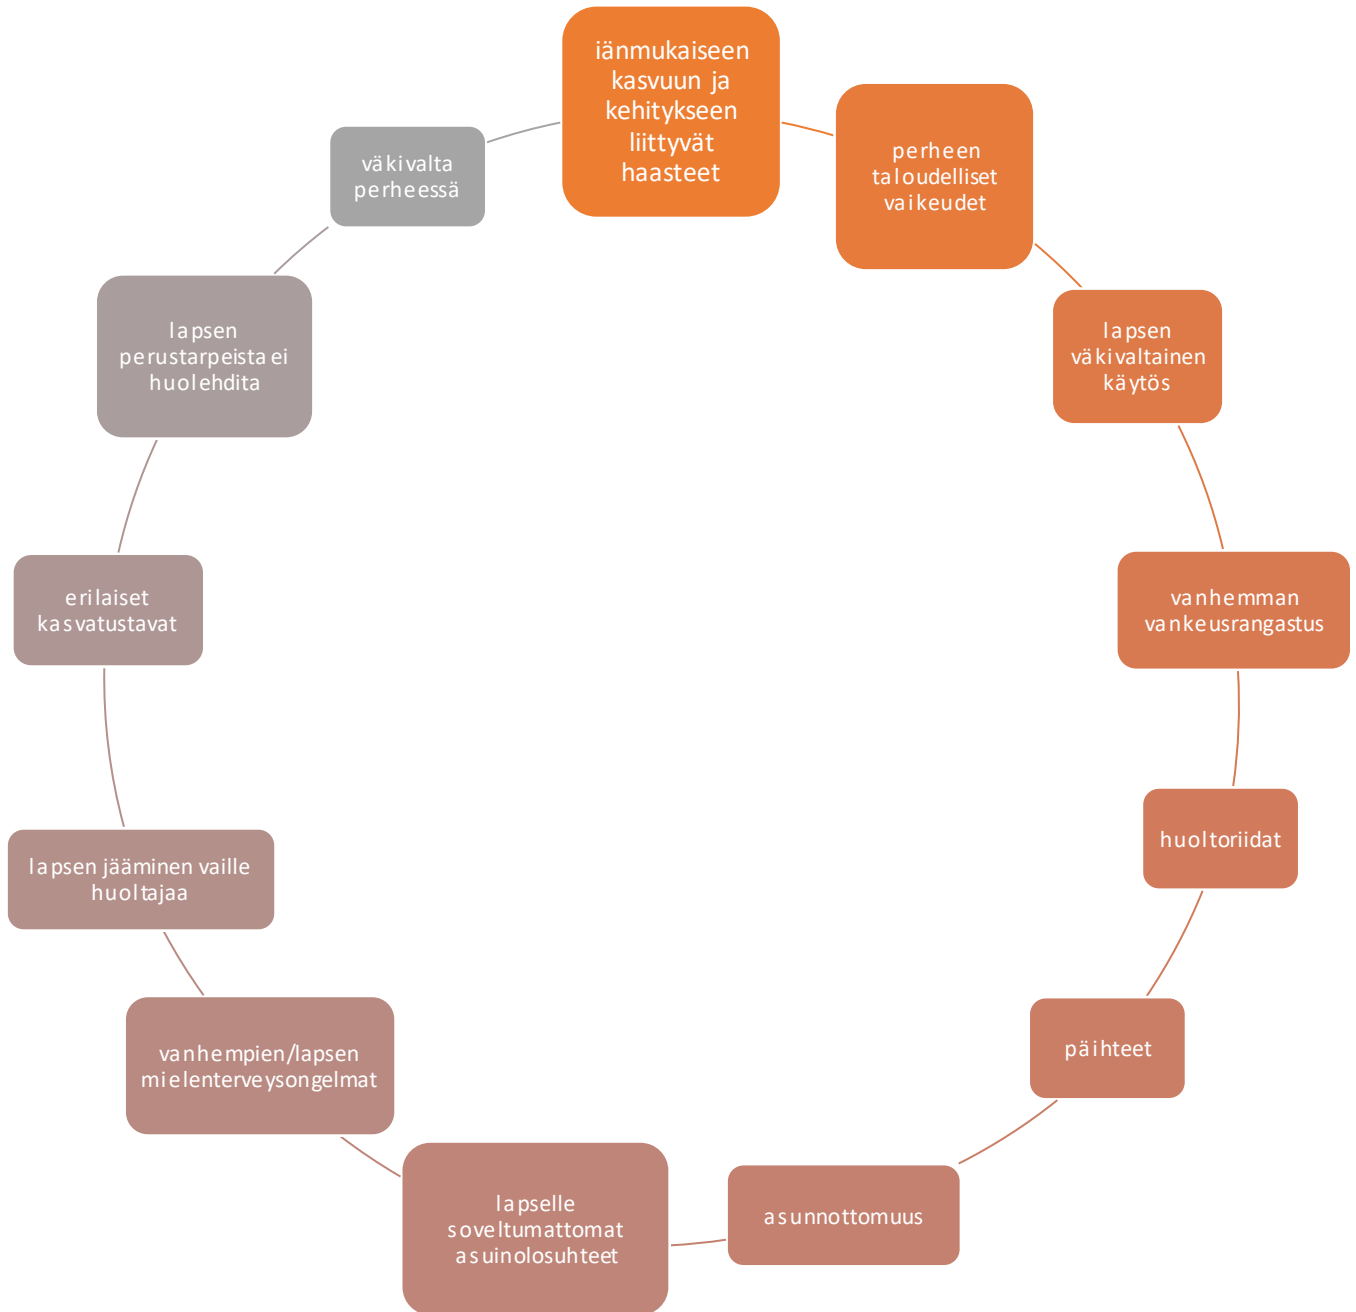 iänmukaiseen
kasvuun ja
kehitykseen
liittyvät
haasteet
perheen
taloudelliset
vaikeudet
lapsen
väkivaltainen
käytös
vanhemman
vankeusrangastus
huoltoriidat
päihteet
asunnottomuus
lapselle
soveltumattomat
asuinolosuhteet
vanhempien/lapsen
mielenterveysongelmat
lapsen jääminen vaille
huoltajaa
erilaiset
kasvatustavat
lapsen
perustarpeista ei
huolehdita
väkivalta
perheessä